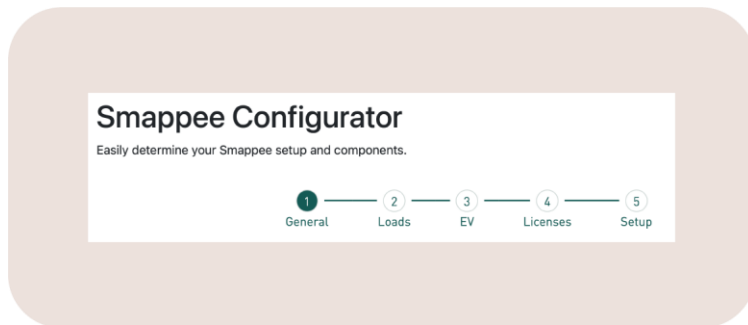 Smappee Configurator
Easily determine your Smappee setup and components.
1 2 3 4 5
General Loads EV Licenses Setup